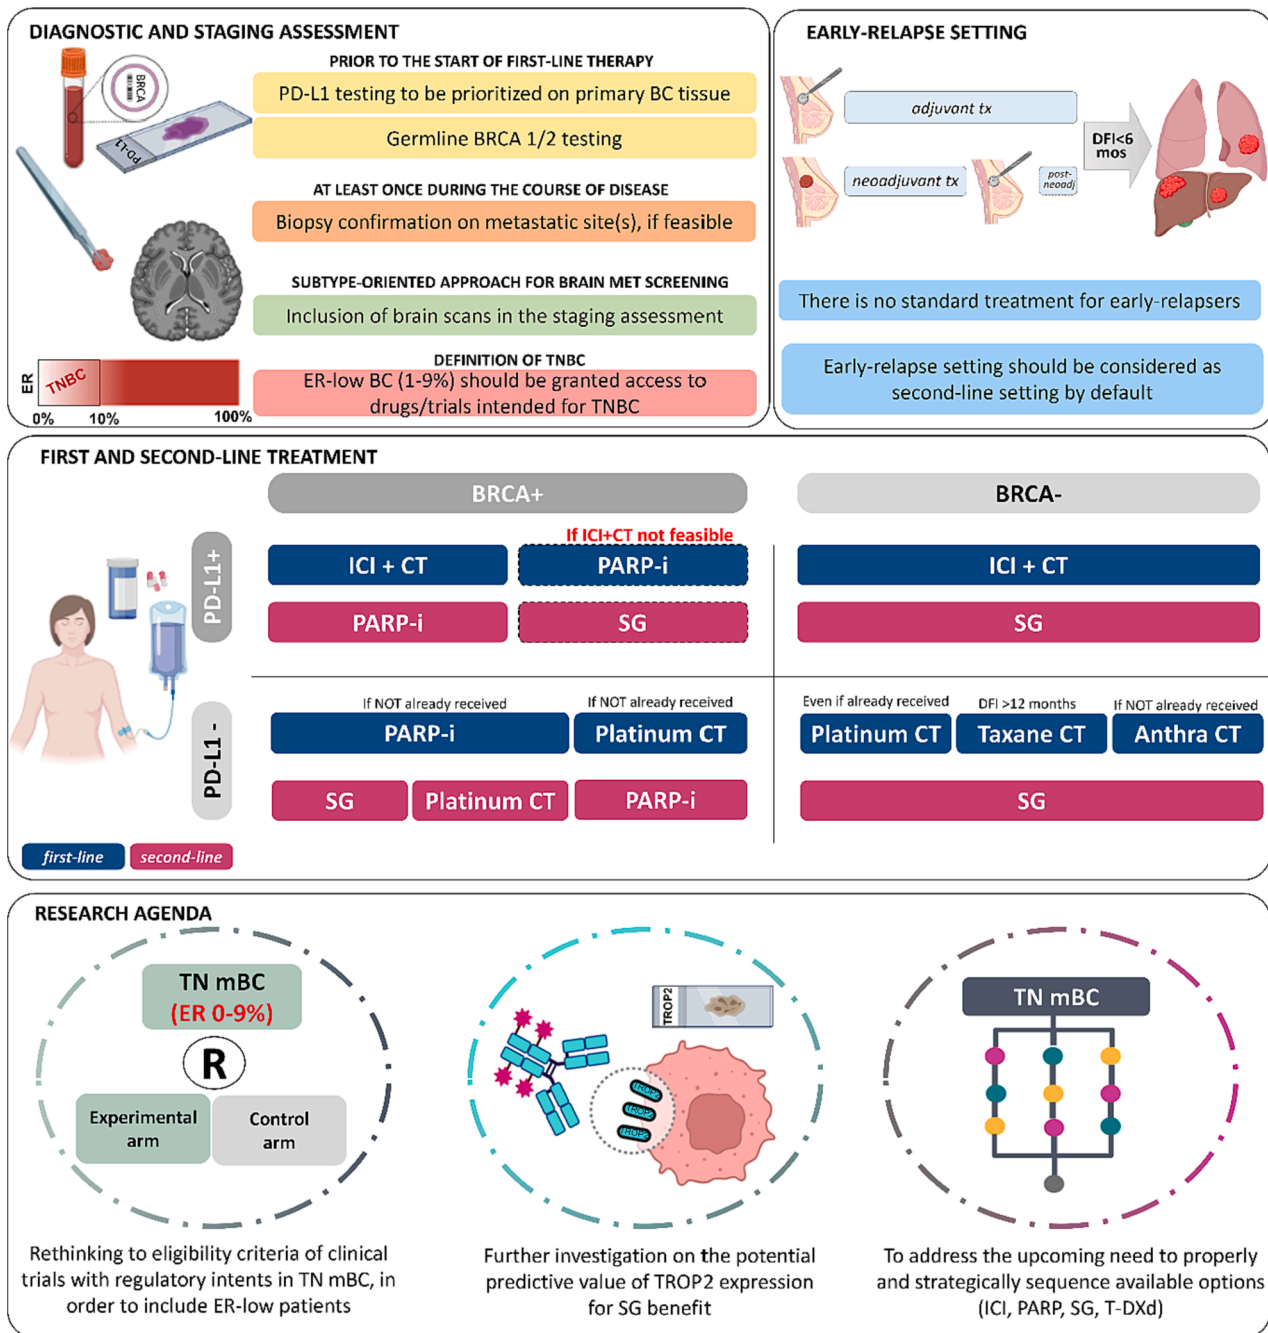 DIAGNOSTIC AND STAGING ASSESSMENT
PRIOR TO THE START OF FIRST-LINE THERAPY
BRCA
PD-L1
PD-L1 testing to be prioritized on primary BC tissue
Germline BRCA 1/2 testing
AT LEAST ONCE DURING THE COURSE OF DISEASE
Biopsy confirmation on metastatic site(s), if feasible
SUBTYPE-ORIENTED APPROACH FOR BRAIN MET SCREENING
Inclusion of brain scans in the staging assessment
DEFINITION OF TNBC
ER-low BC (1-9%) should be granted access to
drugs/trials intended for TNBC
ER
TNBC
0%
10%
100%
EARLY-RELAPSE SETTING
adjuvant tx
neoadjuvant tx
post-
neoadj
DFI<6
mos
There is no standard treatment for early-relapsers
Early-relapse setting should be considered as
second-line setting by default
FIRST AND SECOND-LINE TREATMENT
BRCA+
BRCA-
PD-L1+
If ICI+CT not feasible
ICI + CT
PARP-i
ICI + CT
PARP-i
SG
SG
PD-L1 -
If NOT already received
If NOT already received
Even if already received
DFI >12 months
If NOT already received
PARP-i
Platinum CT
Platinum CT
Taxane CT
Anthra CT
SG
Platinum CT
PARP-i
SG
first-line
second-line
RESEARCH AGENDA
TN mBC
(ER 0-9%)
R
Experimental
arm
Control
arm
Rethinking to eligibility criteria of clinical
trials with regulatory intents in TN mBC, in
order to include ER-low patients
TROP2
TROP2
TROP2
TROP2
Further investigation on the potential
predictive value of TROP2 expression
for SG benefit
TN mBC
To address the upcoming need to properly
and strategically sequence available options
(ICI, PARP, SG, T-DXd)